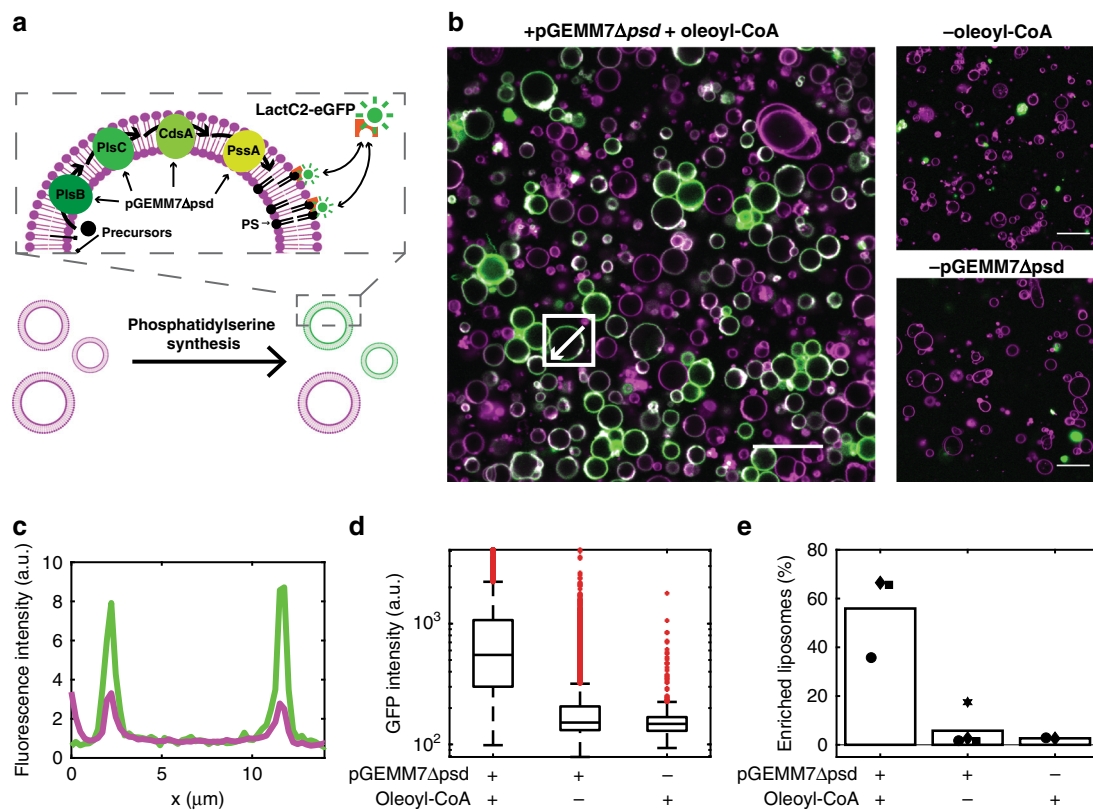 a
LactC2-eGFP
CdsA
PlsC
PssA
PlsB
pGEMM7Δpsd
PS→
Precursors
Phosphatidylserine
synthesis
b
+pGEMM7Δpsd + oleoyl-CoA
–oleoyl-CoA
–pGEMM7Δpsd
c
Fluorescence intensity (a.u.)
10
8
6
4
2
0
0
5
10
x (μm)
d
GFP intensity (a.u.)
10³
10²
pGEMM7Δpsd + + –
Oleoyl-CoA + – +
e
Enriched liposomes (%)
80
60
40
20
0
pGEMM7Δpsd + + –
Oleoyl-CoA + – +